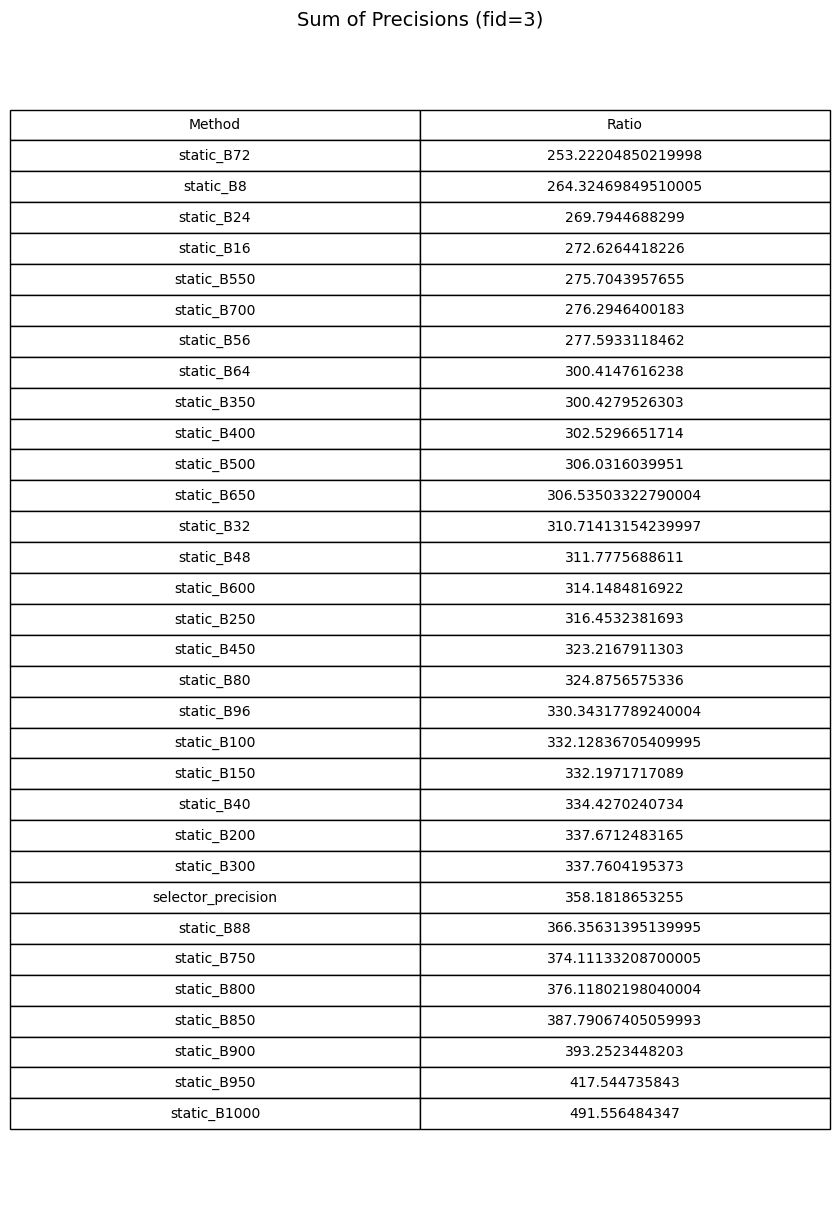 Sum of Precisions (fid=3)
Method Ratio
static_B72 253.22204850219998
static_B8 264.32469849510005
static_B24 269.7944688299
static_B16 272.6264418226
static_B550 275.7043957655
static_B700 276.2946400183
static_B56 277.5933118462
static_B64 300.4147616238
static_B350 300.4279526303
static_B400 302.5296651714
static_B500 306.0316039951
static_B650 306.53503322790004
static_B32 310.71413154239997
static_B48 311.7775688611
static_B600 314.1484816922
static_B250 316.4532381693
static_B450 323.2167911303
static_B80 324.8756575336
static_B96 330.34317789240004
static_B100 332.12836705409995
static_B150 332.1971717089
static_B40 334.4270240734
static_B200 337.6712483165
static_B300 337.7604195373
selector_precision 358.1818653255
static_B88 366.35631395139995
static_B750 374.11133208700005
static_B800 376.11802198040004
static_B850 387.79067405059993
static_B900 393.2523448203
static_B950 417.544735843
static_B1000 491.556484347